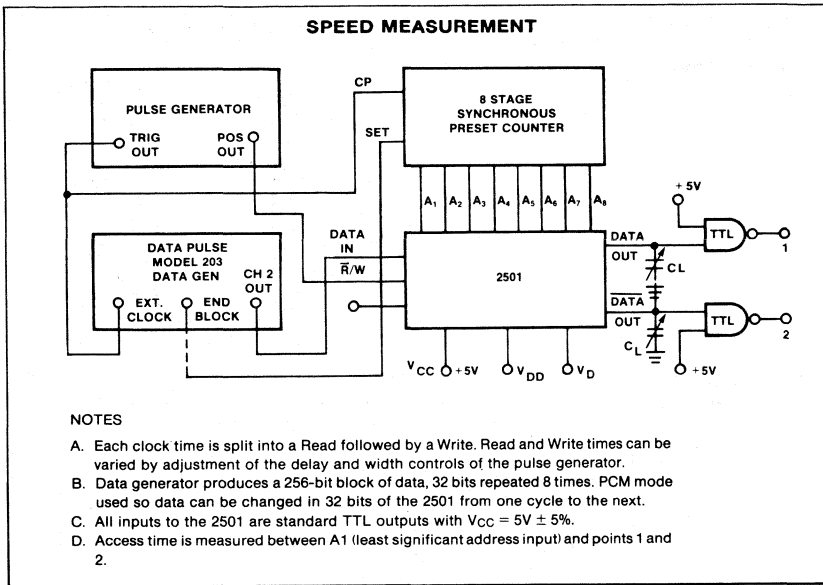 SPEED MEASUREMENT
PULSE GENERATOR
TRIG
OUT
POS
OUT
CP
SET
8 STAGE
SYNCHRONOUS
PRESET COUNTER
A1 A2 A3 A4 A5 A6 A7 A8
DATA PULSE
MODEL 203
DATA GEN
CH 2
OUT
EXT.
CLOCK
END
BLOCK
DATA
IN
R̅/W
2501
DATA
OUT
D̅A̅T̅A̅
OUT
CL
CL
+ 5V
TTL
1
TTL
2
+5V
VCC +5V
VDD
VD
NOTES
A. Each clock time is split into a Read followed by a Write. Read and Write times can be
varied by adjustment of the delay and width controls of the pulse generator.
B. Data generator produces a 256-bit block of data, 32 bits repeated 8 times. PCM mode
used so data can be changed in 32 bits of the 2501 from one cycle to the next.
C. All inputs to the 2501 are standard TTL outputs with VCC = 5V ± 5%.
D. Access time is measured between A1 (least significant address input) and points 1 and
2.